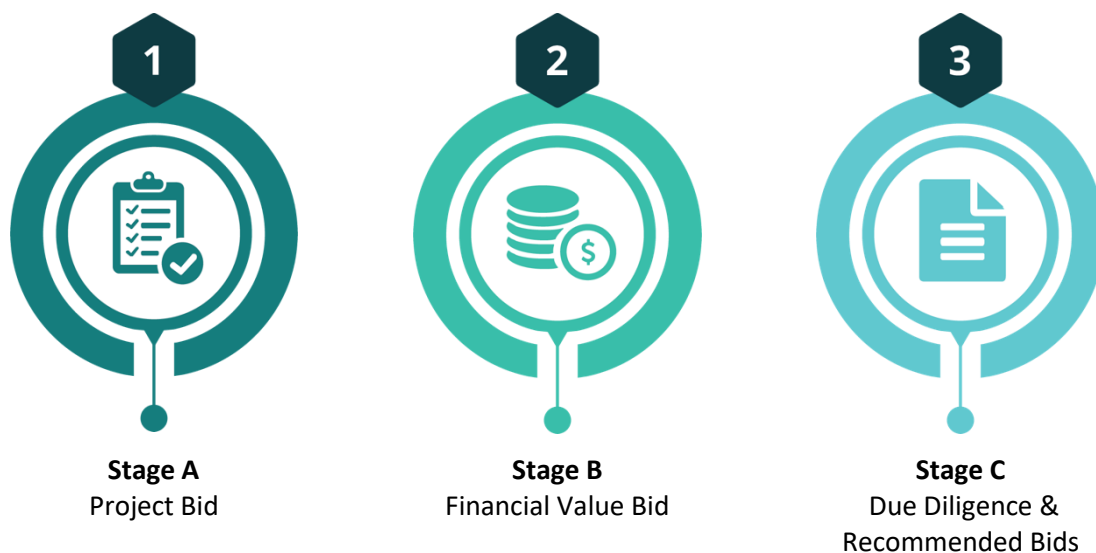 1
2
3
$
Stage A
Project Bid
Stage B
Financial Value Bid
Stage C
Due Diligence &
Recommended Bids